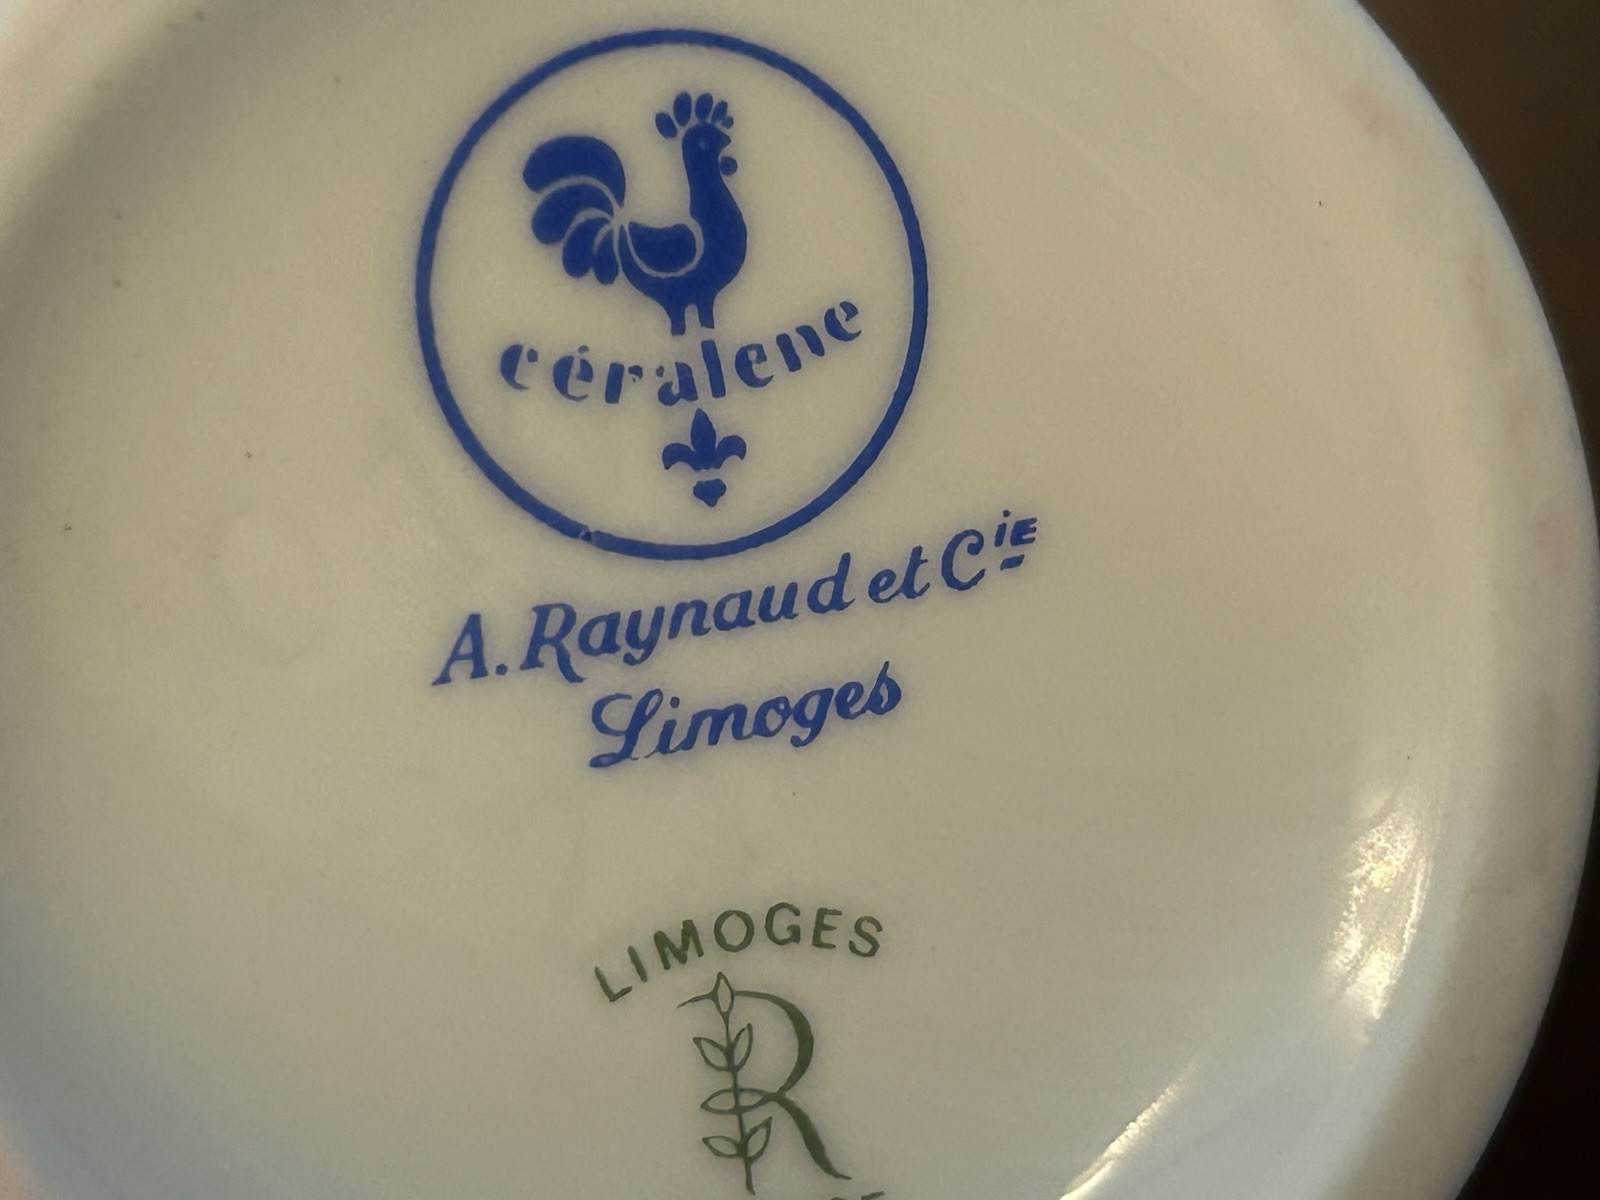 céralene
A. Raynaud et Cie
Limoges
LIMOGES
R